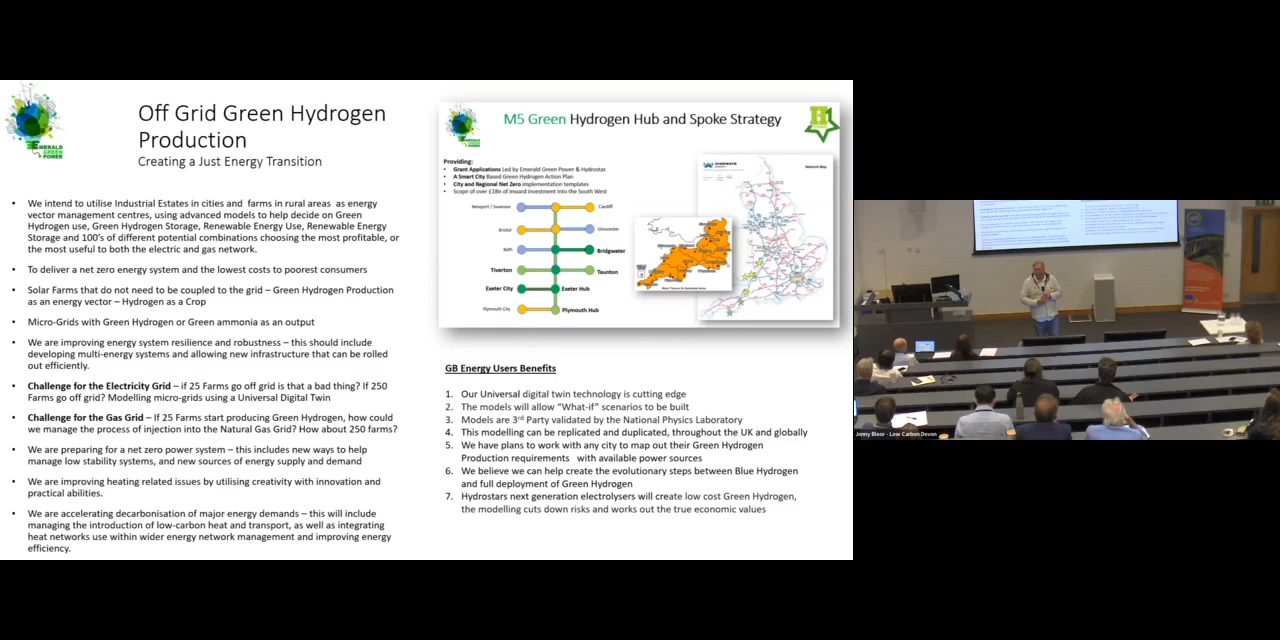 EMERALD
GREEN
POWER
Off Grid Green Hydrogen
Production
Creating a Just Energy Transition
• We intend to utilise Industrial Estates in cities and farms in rural areas as energy
vector management centres, using advanced models to help decide on Green
Hydrogen use, Green Hydrogen Storage, Renewable Energy Use, Renewable Energy
Storage and 100's of different potential combinations choosing the most profitable, or
the most useful to both the electric and gas network.
• To deliver a net zero energy system and the lowest costs to poorest consumers
• Solar Farms that do not need to be coupled to the grid – Green Hydrogen Production
as an energy vector – Hydrogen as a Crop
• Micro-Grids with Green Hydrogen or Green ammonia as an output
• We are improving energy system resilience and robustness – this should include
developing multi-energy systems and allowing new infrastructure that can be rolled
out efficiently.
• Challenge for the Electricity Grid – if 25 Farms go off grid is that a bad thing? If 250
Farms go off grid? Modelling micro-grids using a Universal Digital Twin
• Challenge for the Gas Grid – If 25 Farms start producing Green Hydrogen, how could
we manage the process of injection into the Natural Gas Grid? How about 250 farms?
• We are preparing for a net zero power system – this includes new ways to help
manage low stability systems, and new sources of energy supply and demand
• We are improving heating related issues by utilising creativity with innovation and
practical abilities.
• We are accelerating decarbonisation of major energy demands – this will include
managing the introduction of low-carbon heat and transport, as well as integrating
heat networks use within wider energy network management and improving energy
efficiency.
M5 Green Hydrogen Hub and Spoke Strategy
Providing:
• Grant Applications Led by Emerald Green Power & Hydrostar.
• A Smart City Based Green Hydrogen Action Plan
• City and Regional Net Zero implementation templates
• Scope of over £18n of inward investment into the South West
Newport / Swansea
Cardiff
Bristol
Gloucester
Bath
Bridgwater
Tiverton
Taunton
Exeter City
Exeter Hub
Plymouth City
Plymouth Hub
Network Map
GB Energy Users Benefits
1. Our Universal digital twin technology is cutting edge
2. The models will allow "What-if" scenarios to be built
3. Models are 3rd Party validated by the National Physics Laboratory
4. This modelling can be replicated and duplicated, throughout the UK and globally
5. We have plans to work with any city to map out their Green Hydrogen
Production requirements with available power sources
6. We believe we can help create the evolutionary steps between Blue Hydrogen
and full deployment of Green Hydrogen
7. Hydrostars next generation electrolysers will create low cost Green Hydrogen,
the modelling cuts down risks and works out the true economic values
Jonny Bloor - Low Carbon Devon